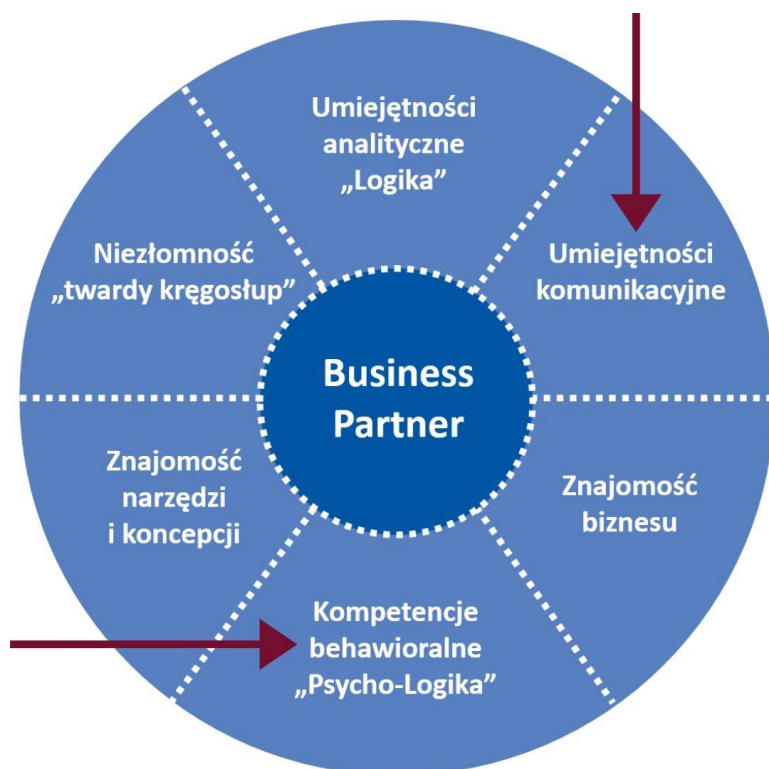 Umiejętności
analityczne
„Logika”
Umiejętności
komunikacyjne
Znajomość
biznesu
Kompetencje
behawioralne
„Psycho-Logika”
Znajomość
narzędzi
i koncepcji
Niezłomność
„twardy kręgosłup”
Business
Partner